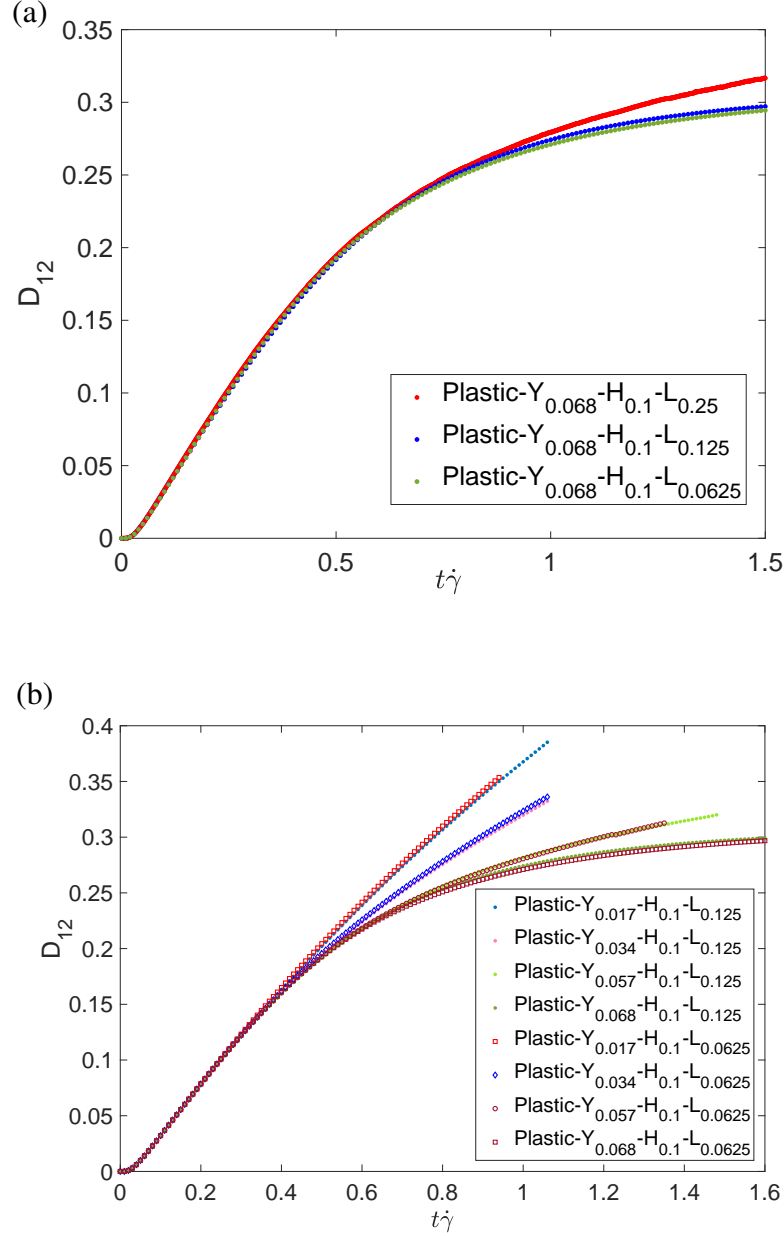 (a)
0.35
0.3
0.25
0.2
0.15
0.1
0.05
0
D12
Plastic-Y0.068-H0.1-L0.25
Plastic-Y0.068-H0.1-L0.125
Plastic-Y0.068-H0.1-L0.0625
0 0.5 1 1.5
tγ̇
(b)
0.4
0.35
0.3
0.25
0.2
0.15
0.1
0.05
0
D12
Plastic-Y0.017-H0.1-L0.125
Plastic-Y0.034-H0.1-L0.125
Plastic-Y0.057-H0.1-L0.125
Plastic-Y0.068-H0.1-L0.125
Plastic-Y0.017-H0.1-L0.0625
Plastic-Y0.034-H0.1-L0.0625
Plastic-Y0.057-H0.1-L0.0625
Plastic-Y0.068-H0.1-L0.0625
0 0.2 0.4 0.6 0.8 1 1.2 1.4 1.6
tγ̇